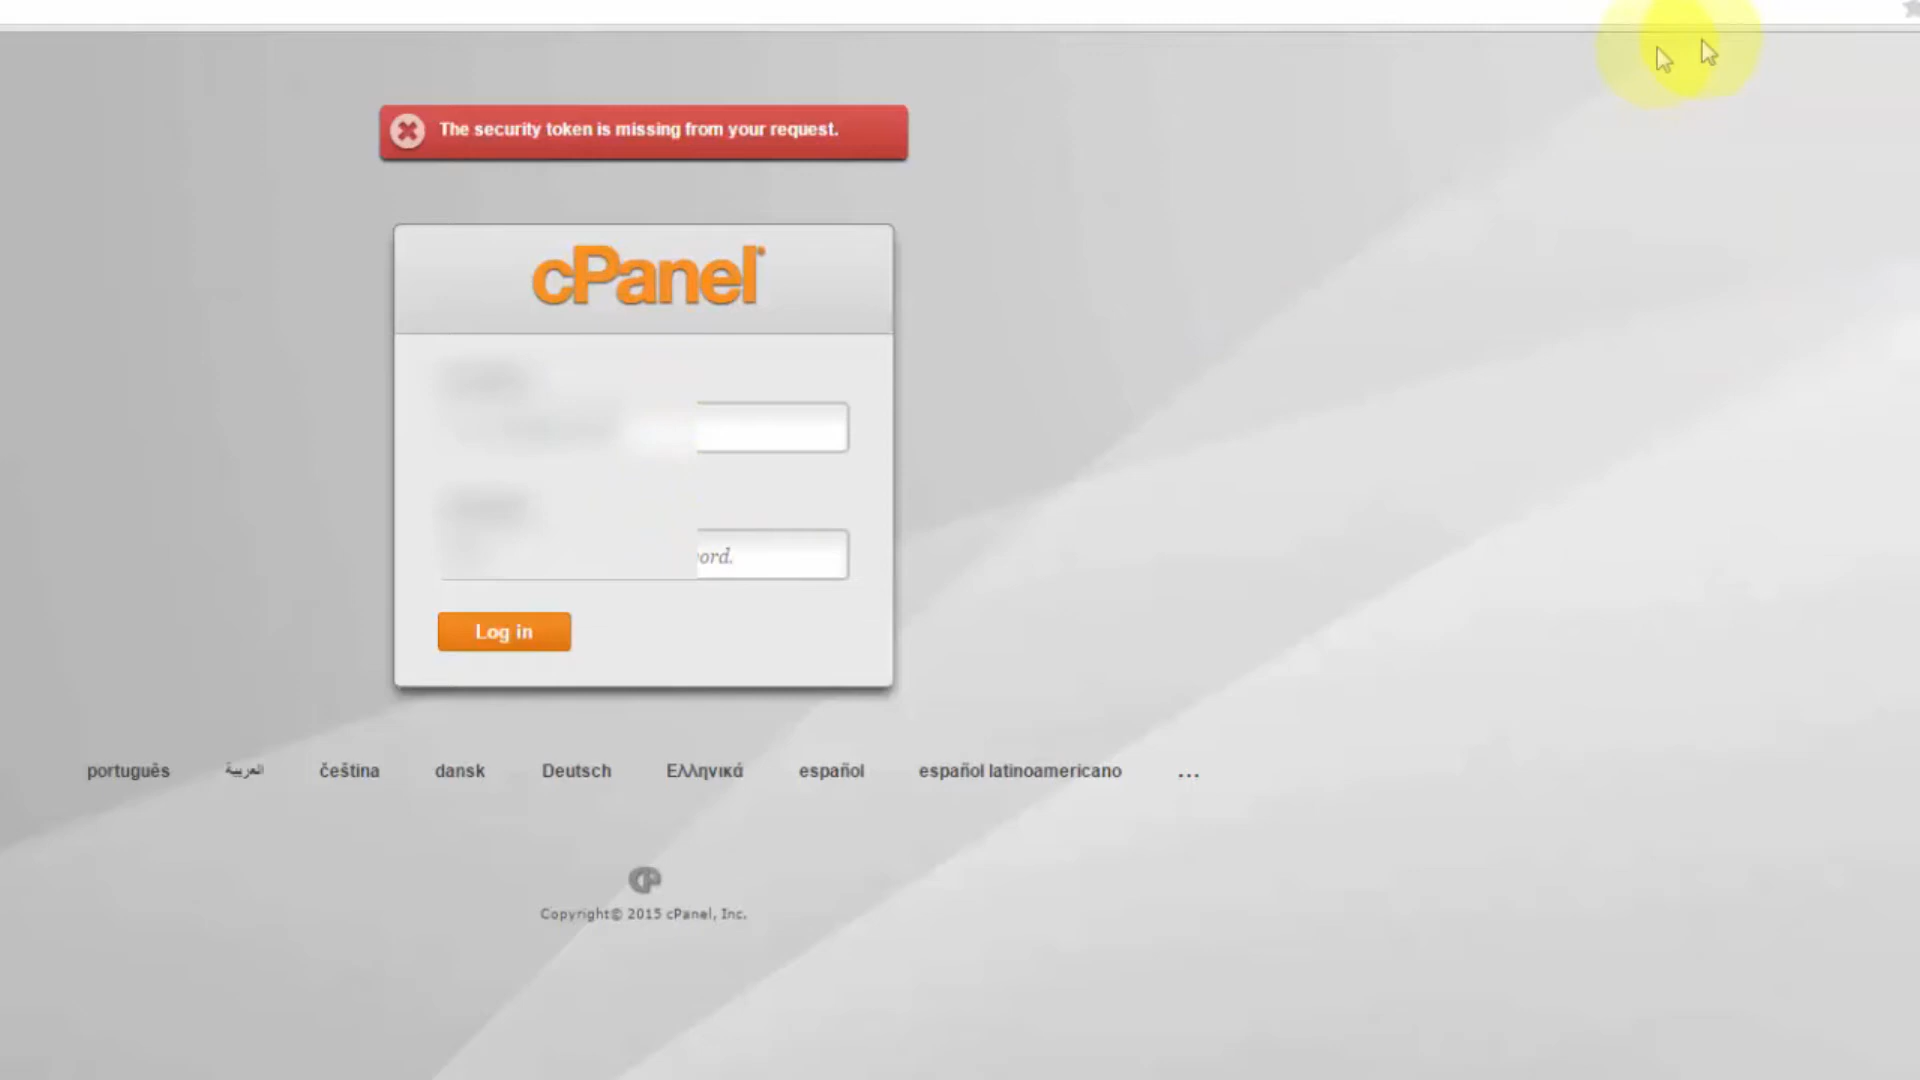 The security token is missing from your request.
cPanel®
ord.
Log in
português
العربية
čeština
dansk
Deutsch
Ελληνικά
español
español latinoamericano
...
cP
Copyright© 2015 cPanel, Inc.